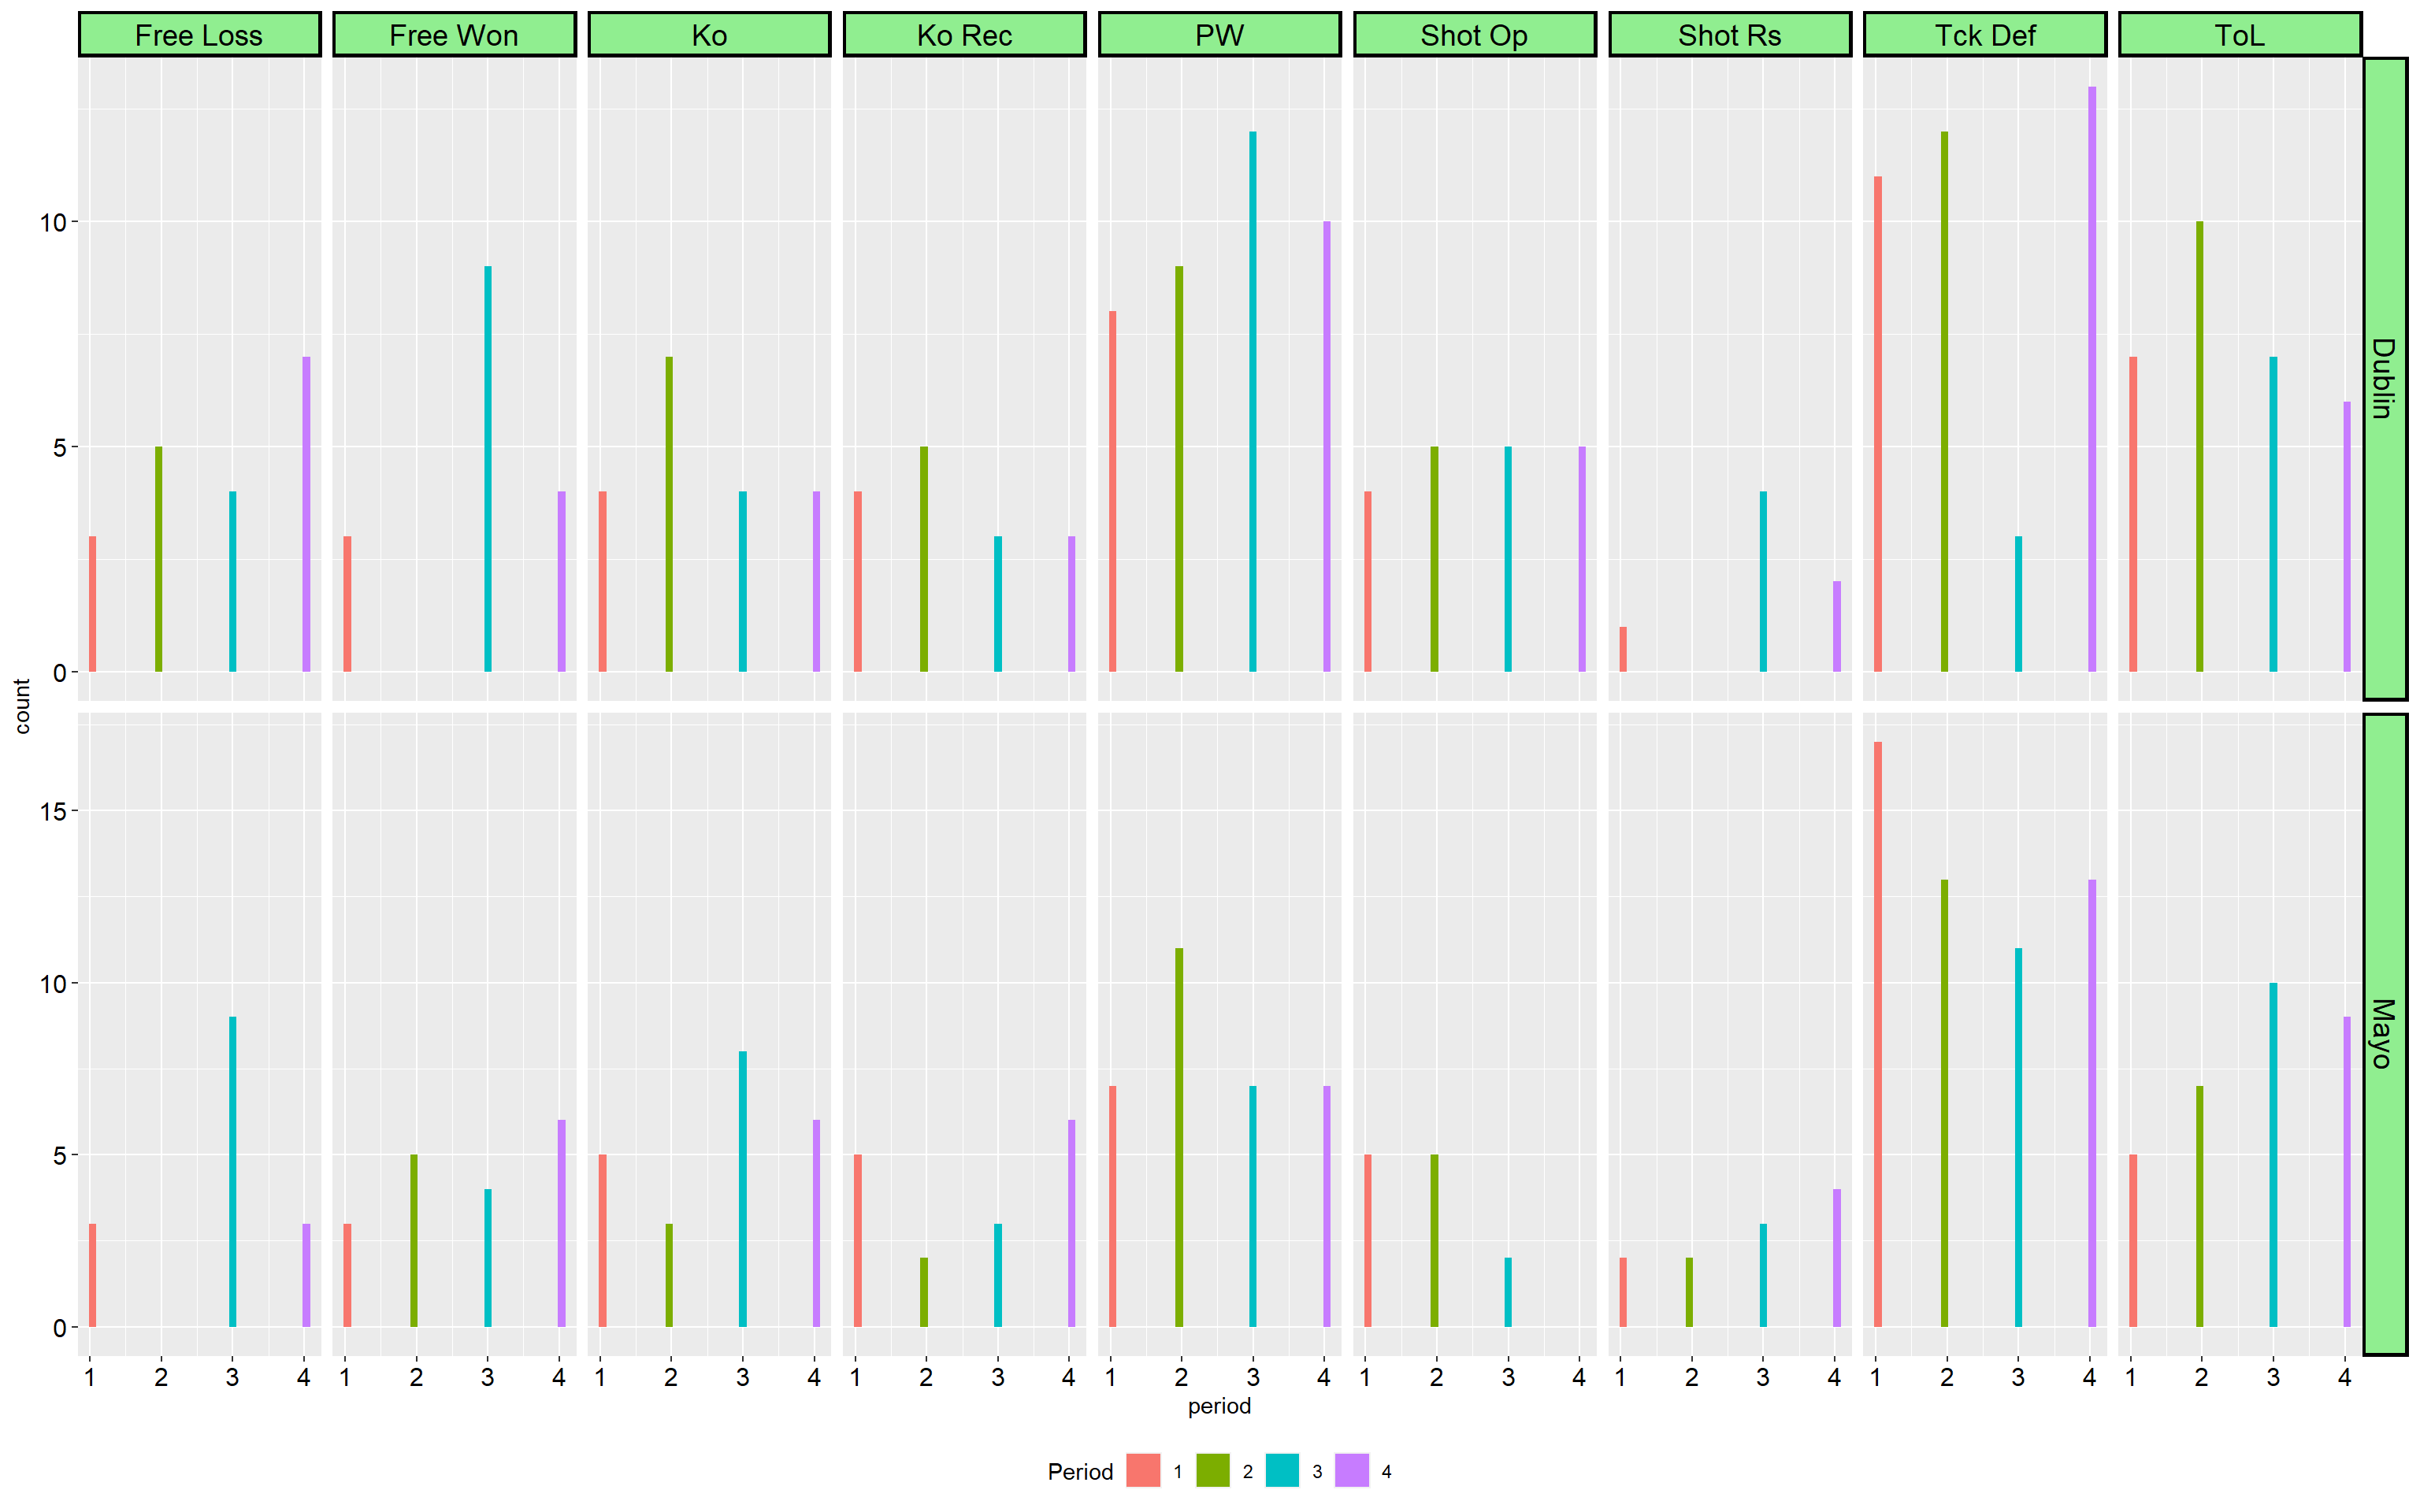 Free Loss Free Won Ko Ko Rec PW Shot Op Shot Rs Tck Def ToL
10
5
0
Dublin
count
15
10
5
0
Mayo
1 2 3 4 1 2 3 4 1 2 3 4 1 2 3 4 1 2 3 4 1 2 3 4 1 2 3 4 1 2 3 4 1 2 3 4
period
Period 1 2 3 4